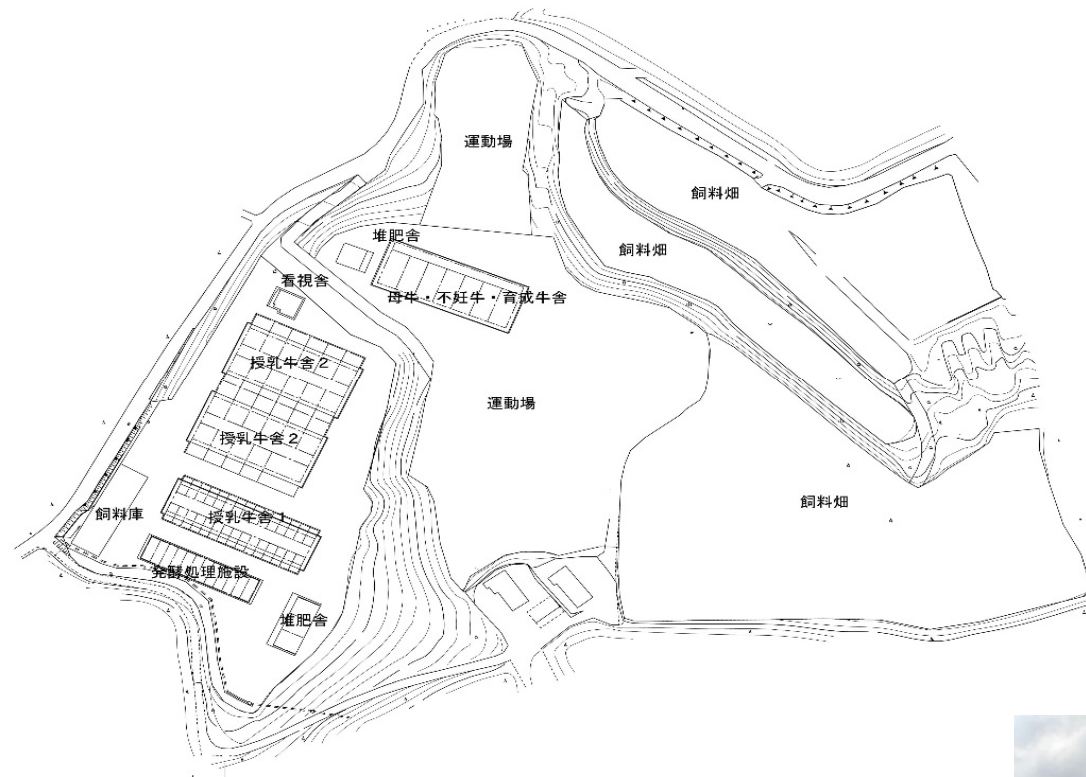 運動場
飼料畑
堆肥舎
飼料畑
看視舎
母牛・不妊牛・育成牛舎
授乳牛舎２
運動場
授乳牛舎２
飼料畑
飼料庫
授乳牛舎１
発酵処理施設
堆肥舎